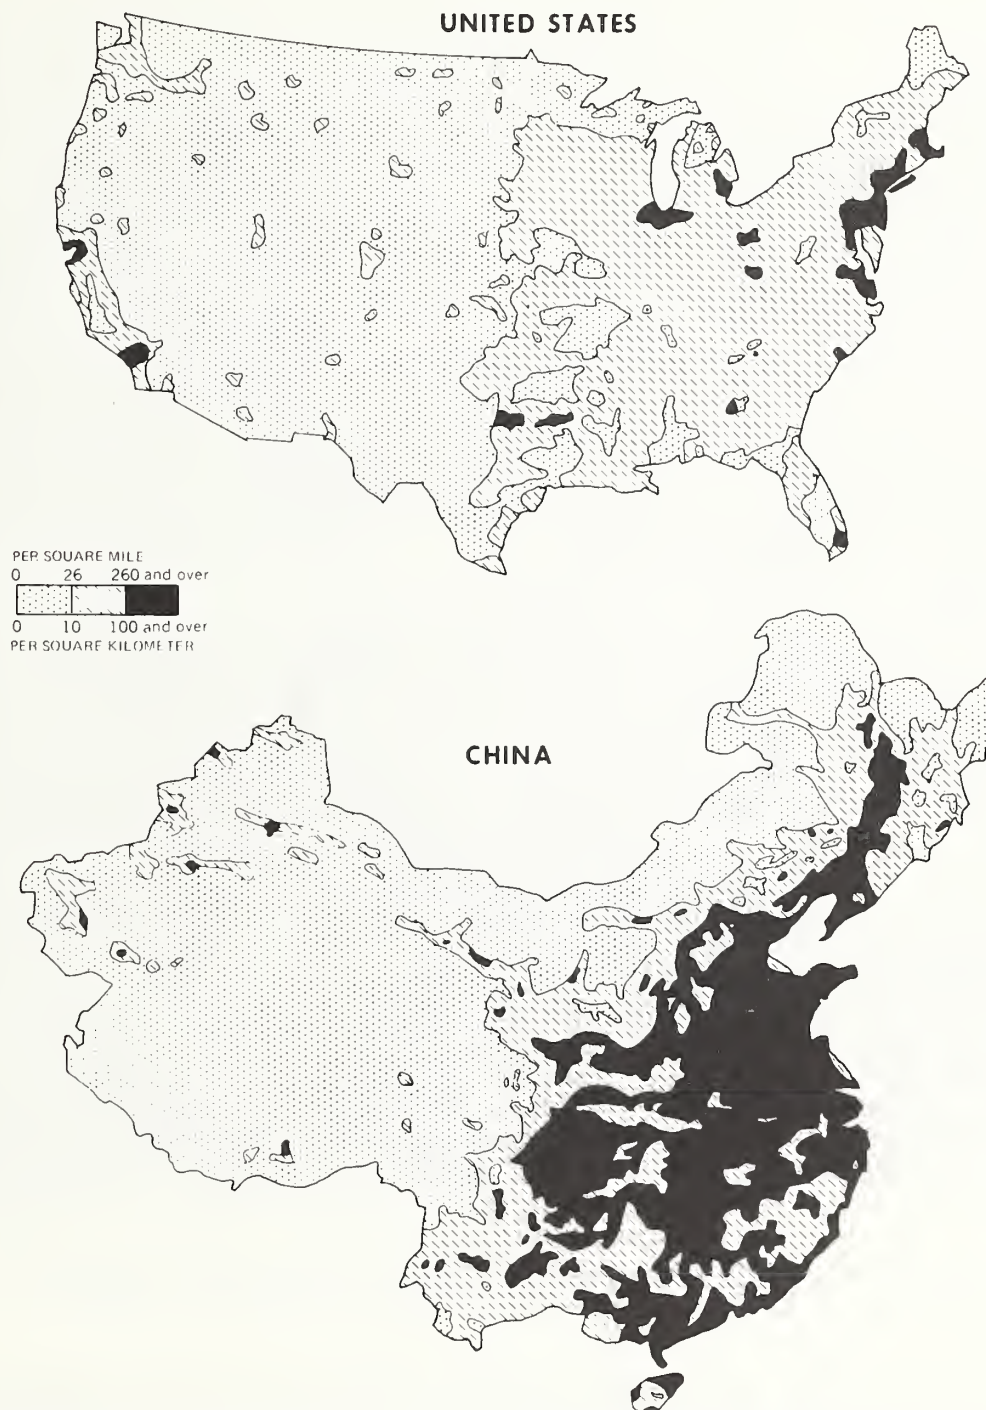 UNITED STATES
PER SQUARE MILE
0 26 260 and over
0 10 100 and over
PER SQUARE KILOMETER
CHINA